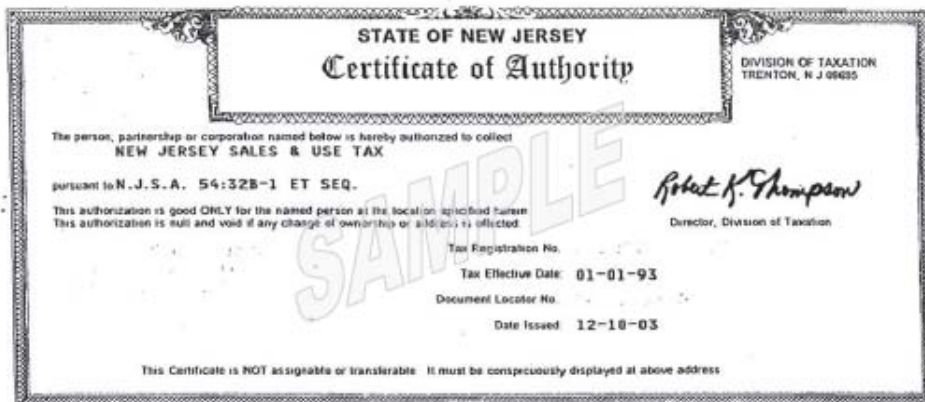 STATE OF NEW JERSEY
Certificate of Authority
DIVISION OF TAXATION
TRENTON, N J 08695
The person, partnership or corporation named below is hereby authorized to collect
NEW JERSEY SALES & USE TAX
pursuant to N.J.S.A. 54:32B-1 ET SEQ.
This authorization is good ONLY for the named person at the location specified herein
This authorization is null and void if any change of ownership or address is effected.
Robert K. Thompson
Director, Division of Taxation
Tax Registration No.
Tax Effective Date: 01-01-93
Document Locator No.
Date Issued: 12-10-03
SAMPLE
This Certificate is NOT assignable or transferable It must be conspicuously displayed at above address